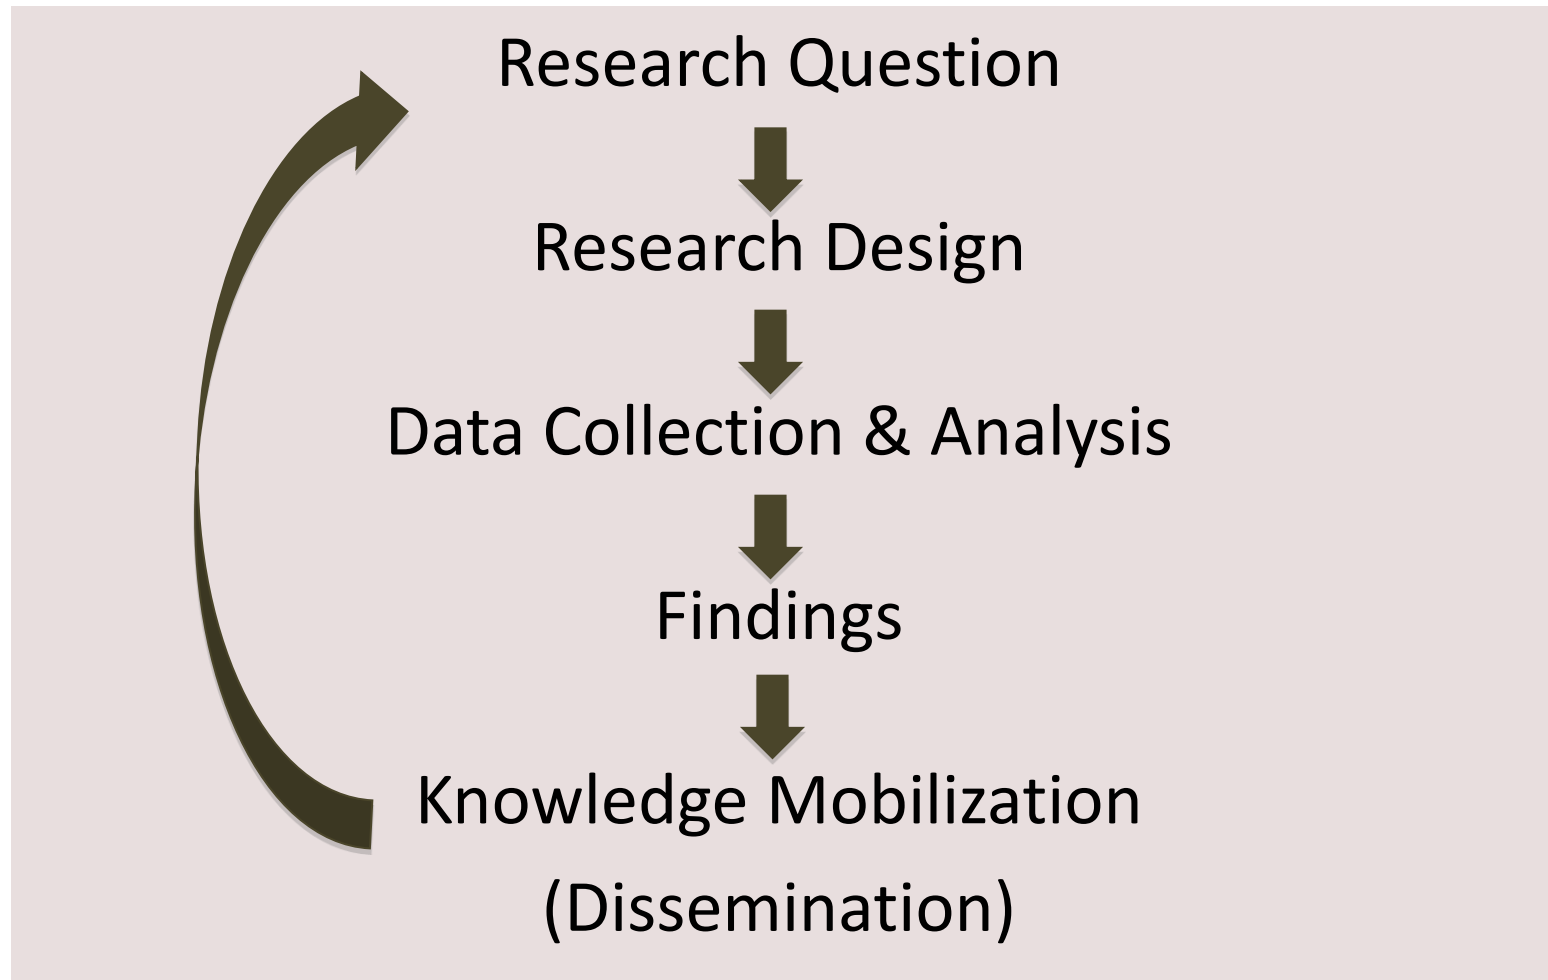 Research Question
Research Design
Data Collection & Analysis
Findings
Knowledge Mobilization
(Dissemination)